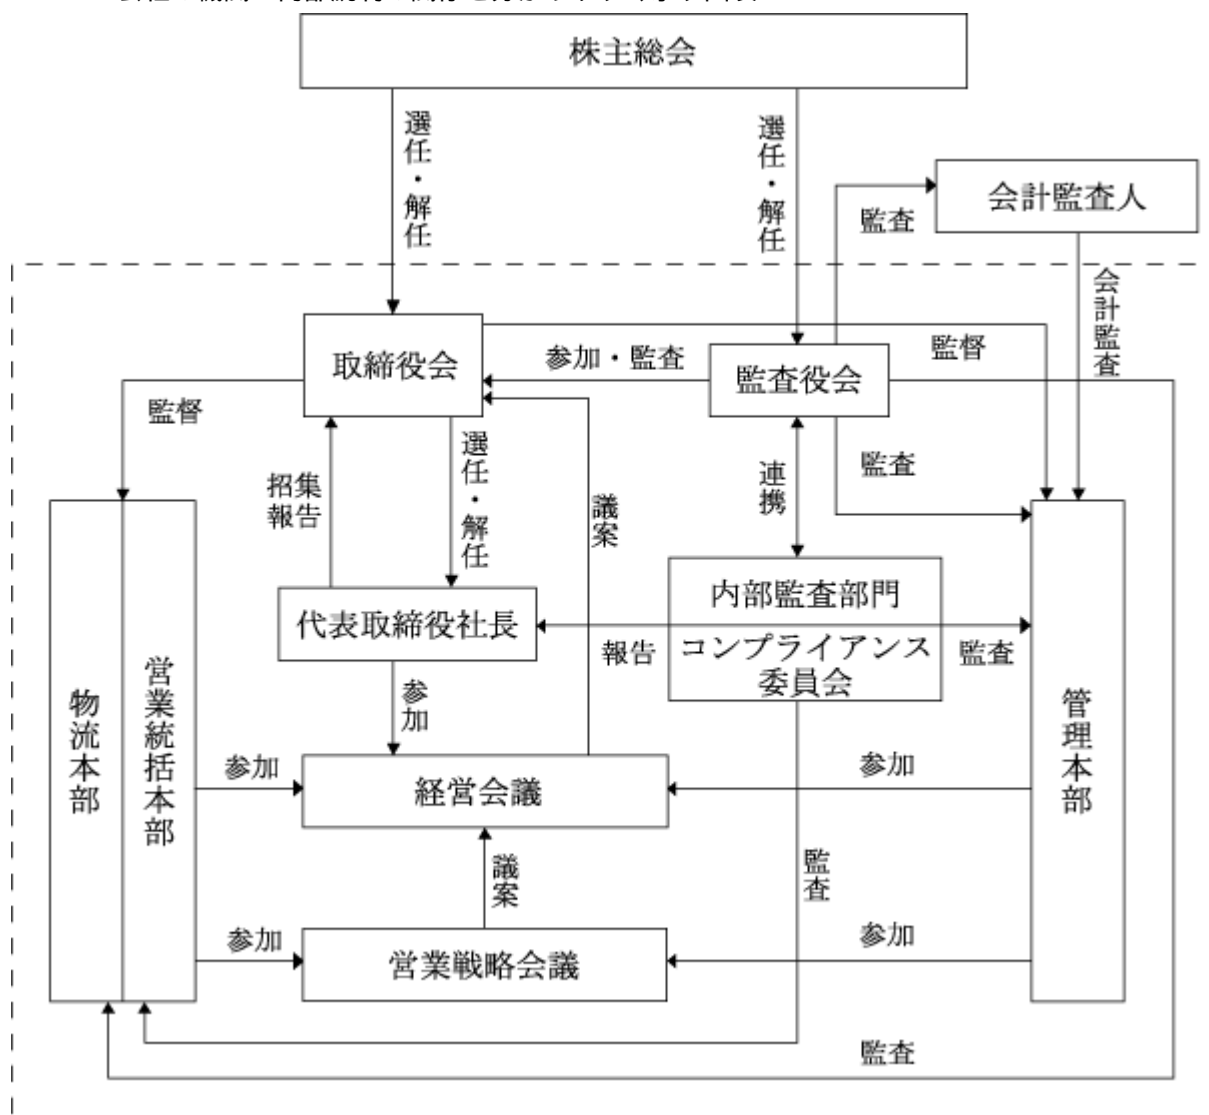 株主総会
選任・解任
選任・解任
会計監査人
監査
会計監査
取締役会
参加・監査
監査役会
監督
監督
招集
報告
選任・解任
議案
連携
監査
代表取締役社長
報告
内部監査部門
コンプライアンス
委員会
監査
物流本部
営業統括本部
管理本部
参加
参加
経営会議
参加
議案
監査
参加
営業戦略会議
参加
監査